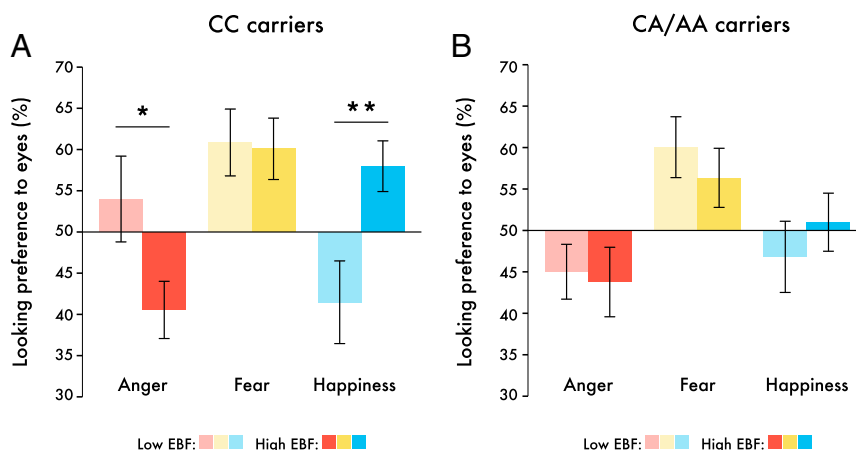 CC carriers
A
Looking preference to eyes (%)
70
65
60
55
50
45
40
35
30
*
**
Anger Fear Happiness
Low EBF: High EBF:
CA/AA carriers
B
Looking preference to eyes (%)
70
65
60
55
50
45
40
35
30
Anger Fear Happiness
Low EBF: High EBF: